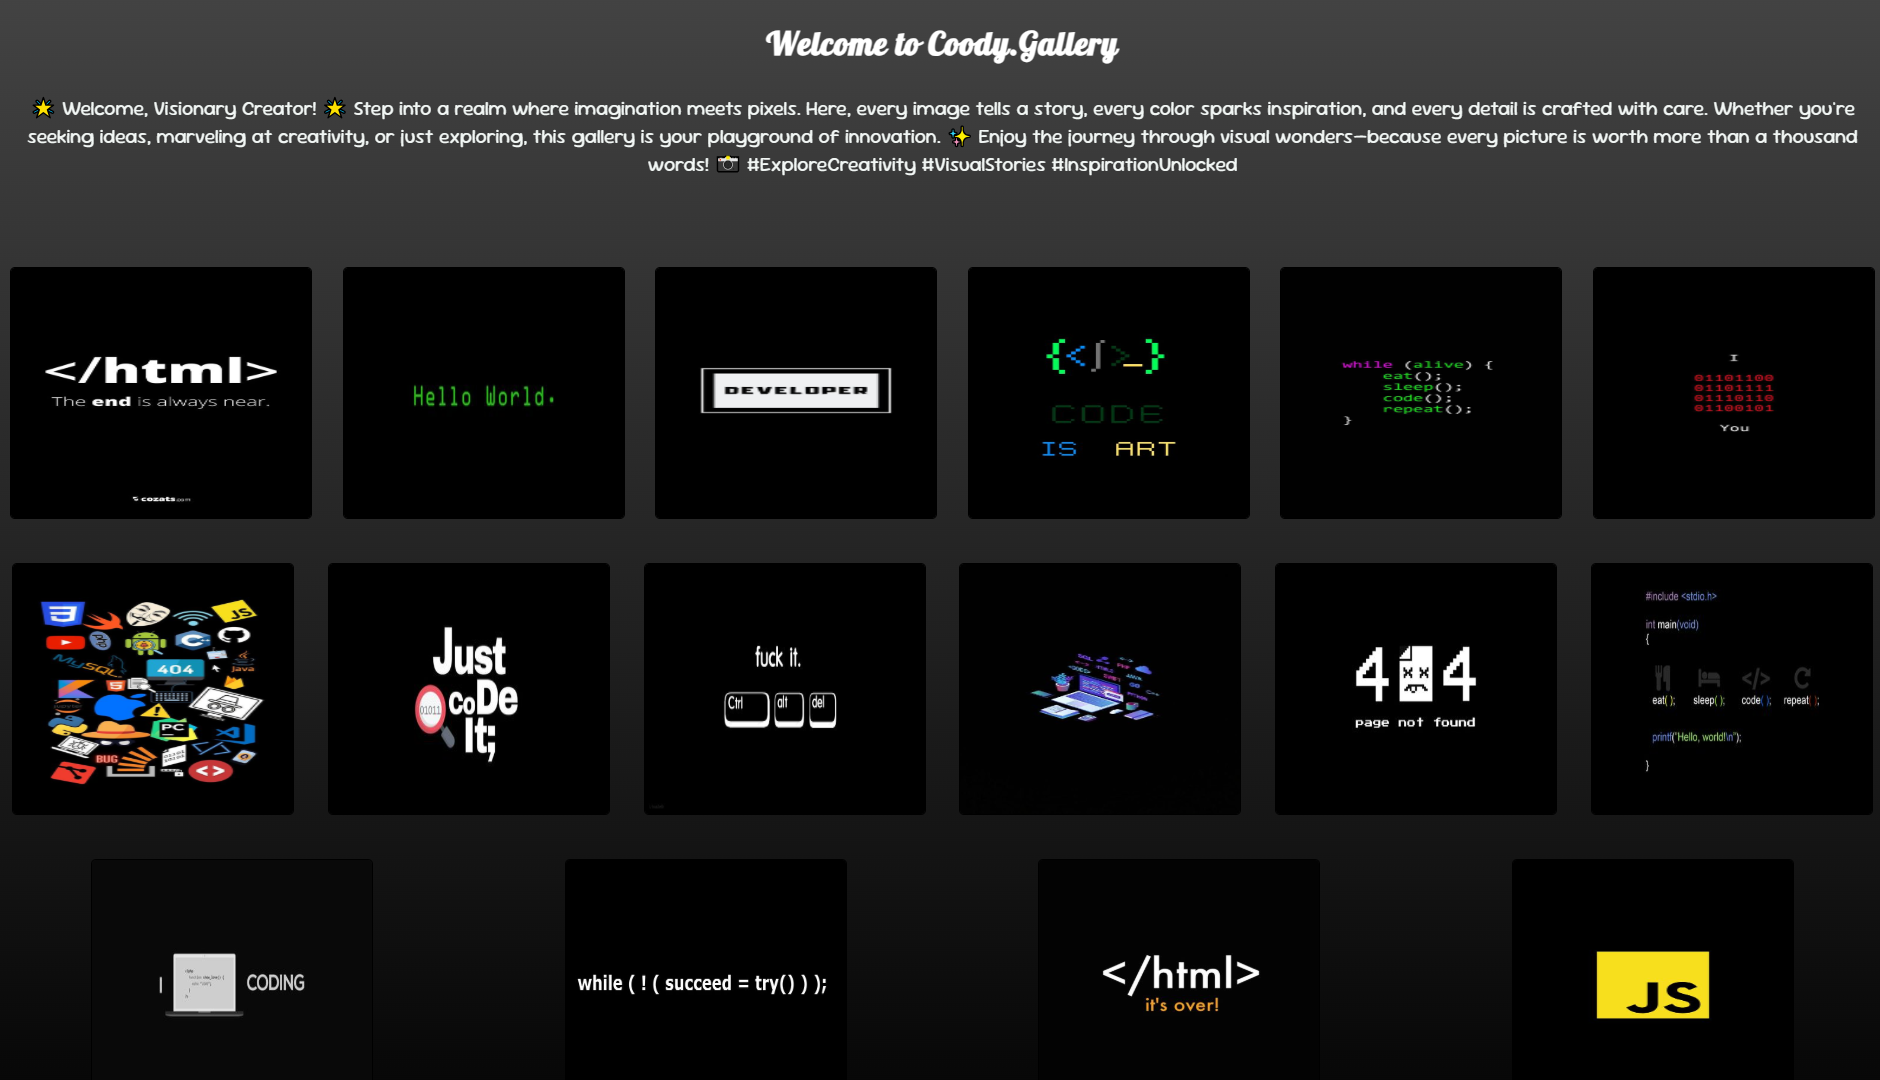 Welcome to Coody.Gallery
🌟 Welcome, Visionary Creator! 🌟 Step into a realm where imagination meets pixels. Here, every image tells a story, every color sparks inspiration, and every detail is crafted with care. Whether you're
seeking ideas, marveling at creativity, or just exploring, this gallery is your playground of innovation. ✨ Enjoy the journey through visual wonders—because every picture is worth more than a thousand
words! 📸 #ExploreCreativity #VisualStories #InspirationUnlocked
</html>
The end is always near.
cozats.com
Hello World.
DEVELOPER
{</>_}
CODE
IS ART
while (alive) {
eat();
sleep();
code();
repeat();
}
I
01101100
01101111
01110110
01100101
You
JS
php
C
MySQL
404
Java
5
PC
BUG
</>
< >
Just
01011
coDe
It;
fuck it.
Ctrl
alt
del
4 4
page not found
#include <stdio.h>
int main(void)
{
</>
eat( ); sleep( ); code( ); repeat( );
printf("Hello, world!\n");
}
I CODING
while ( ! ( succeed = try() ) );
</html>
it's over!
JS